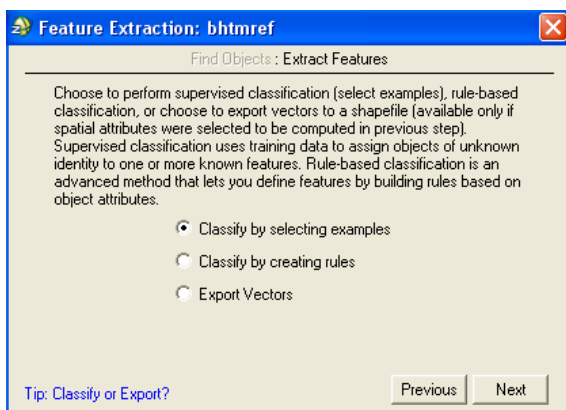 Feature Extraction: bhtmref
Find Objects : Extract Features
Choose to perform supervised classification (select examples), rule-based
classification, or choose to export vectors to a shapefile (available only if
spatial attributes were selected to be computed in previous step).
Supervised classification uses training data to assign objects of unknown
identity to one or more known features. Rule-based classification is an
advanced method that lets you define features by building rules based on
object attributes.
Classify by selecting examples
Classify by creating rules
Export Vectors
Tip: Classify or Export?
Previous
Next